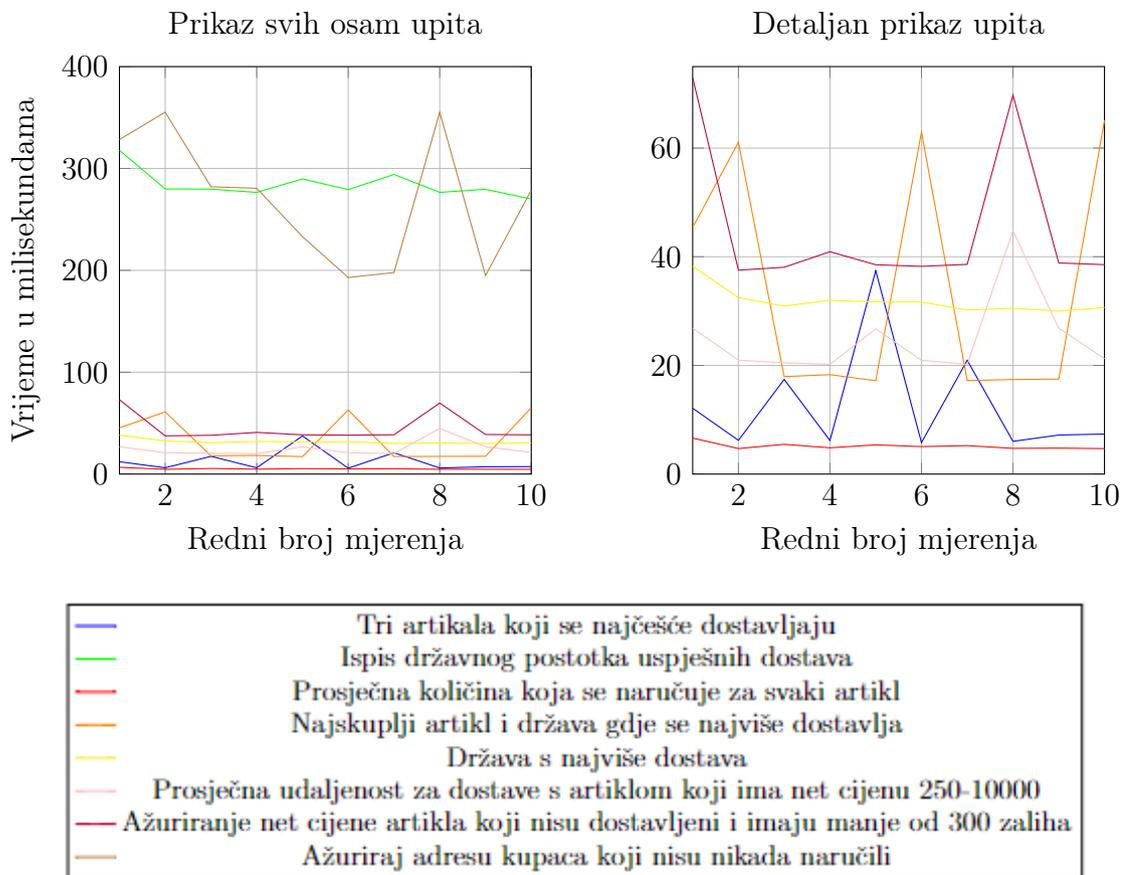 Prikaz svih osam upita
Detaljan prikaz upita
Vrijeme u milisekundama
400
300
200
100
0
2 4 6 8 10
Redni broj mjerenja
60
40
20
0
2 4 6 8 10
Redni broj mjerenja
Tri artikala koji se najčešće dostavljaju
Ispis državnog postotka uspješnih dostava
Prosječna količina koja se naručuje za svaki artikl
Najskuplji artikl i država gdje se najviše dostavlja
Država s najviše dostava
Prosječna udaljenost za dostave s artiklom koji ima net cijenu 250-10000
Ažuriranje net cijene artikla koji nisu dostavljeni i imaju manje od 300 zaliha
Ažuriraj adresu kupaca koji nisu nikada naručili